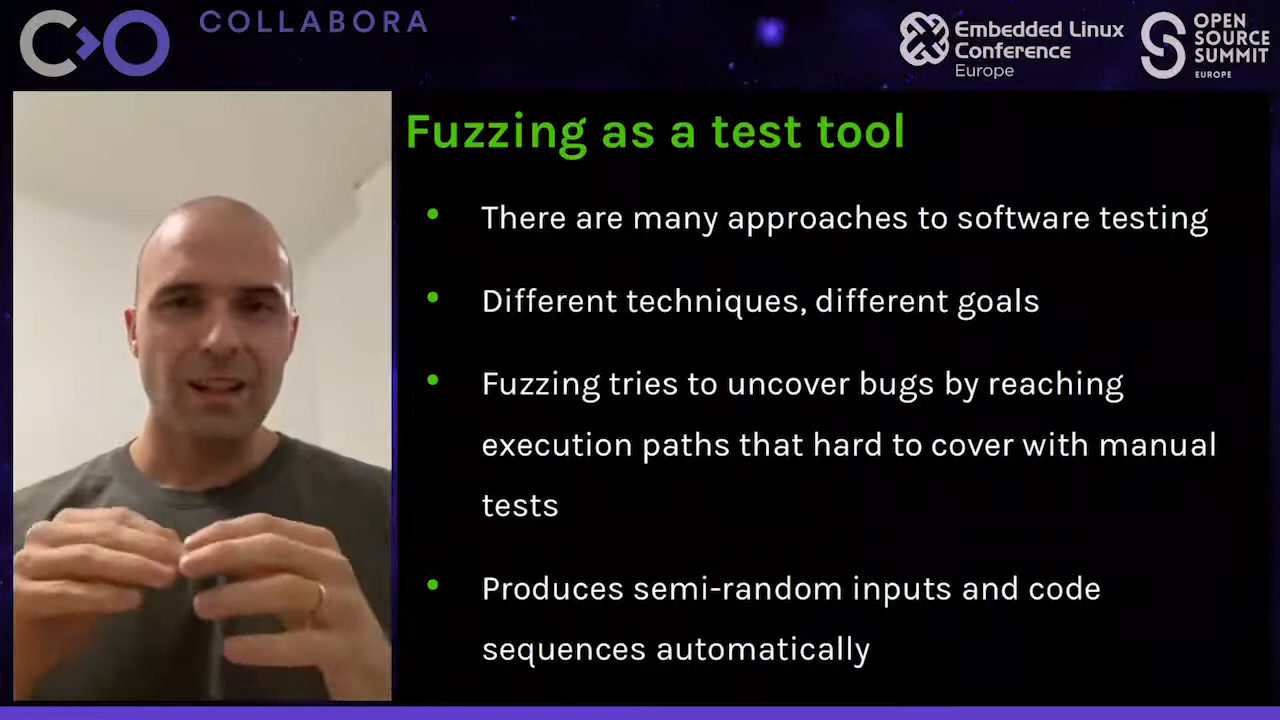 COLLABORA
Embedded Linux
Conference
Europe
OPEN
SOURCE
SUMMIT
EUROPE
Fuzzing as a test tool
There are many approaches to software testing
Different techniques, different goals
Fuzzing tries to uncover bugs by reaching
execution paths that hard to cover with manual
tests
Produces semi-random inputs and code
sequences automatically